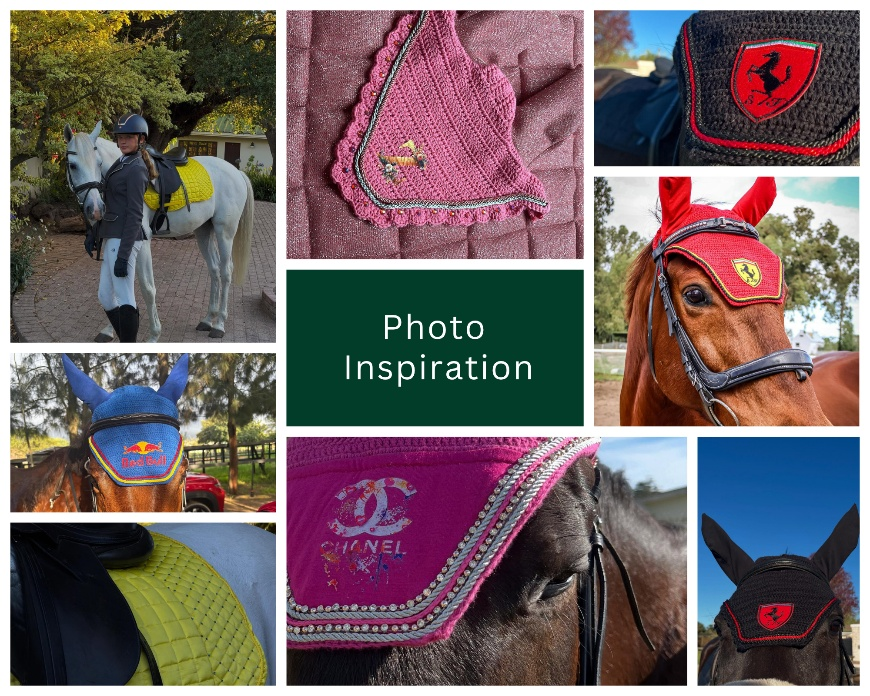 S F
Photo
Inspiration
Red Bull
CHANEL